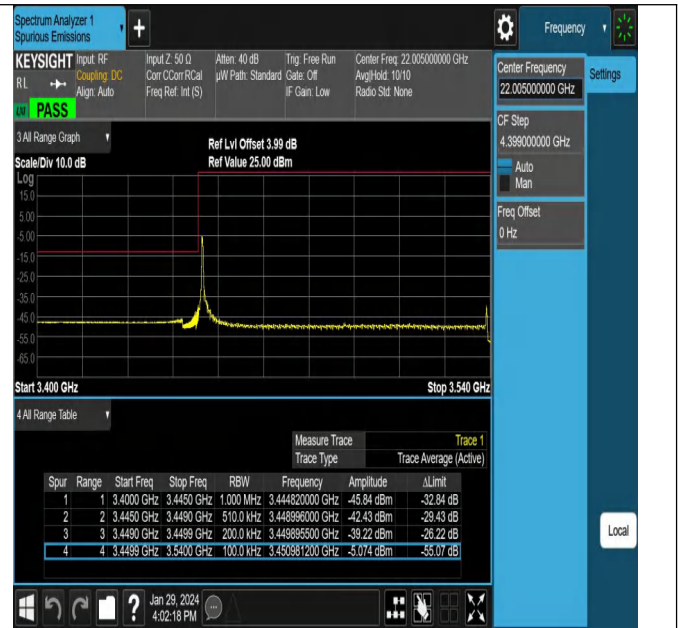 Spectrum Analyzer 1
Spurious Emissions
Frequency
KEYSIGHT
RL
Input: RF
Coupling: DC
Align: Auto
Input Z: 50 Ω
Corr CCorr RCal
Freq Ref: Int (S)
Atten: 40 dB
µW Path: Standard
Trig: Free Run
Gate: Off
IF Gain: Low
Center Freq: 22.005000000 GHz
Avg|Hold: 10/10
Radio Std: None
LNI PASS
Center Frequency
22.005000000 GHz
Settings
CF Step
4.399000000 GHz
Auto
Man
Freq Offset
0 Hz
3 All Range Graph
Ref Lvl Offset 3.99 dB
Scale/Div 10.0 dB
Ref Value 25.00 dBm
Log
15.0
5.00
-5.00
-15.0
-25.0
-35.0
-45.0
-55.0
-65.0
Start 3.400 GHz
Stop 3.540 GHz
4 All Range Table
Measure Trace Trace 1
Trace Type Trace Average (Active)
Spur Range Start Freq Stop Freq RBW Frequency Amplitude ΔLimit
1 1 3.4000 GHz 3.4450 GHz 1.000 MHz 3.444820000 GHz -45.84 dBm -32.84 dB
2 2 3.4450 GHz 3.4490 GHz 510.0 kHz 3.448996000 GHz -42.43 dBm -29.43 dB
3 3 3.4490 GHz 3.4499 GHz 200.0 kHz 3.449895500 GHz -39.22 dBm -26.22 dB
4 4 3.4499 GHz 3.5400 GHz 100.0 kHz 3.450981200 GHz -5.074 dBm -55.07 dB
Local
?
Jan 29, 2024
4:02:18 PM